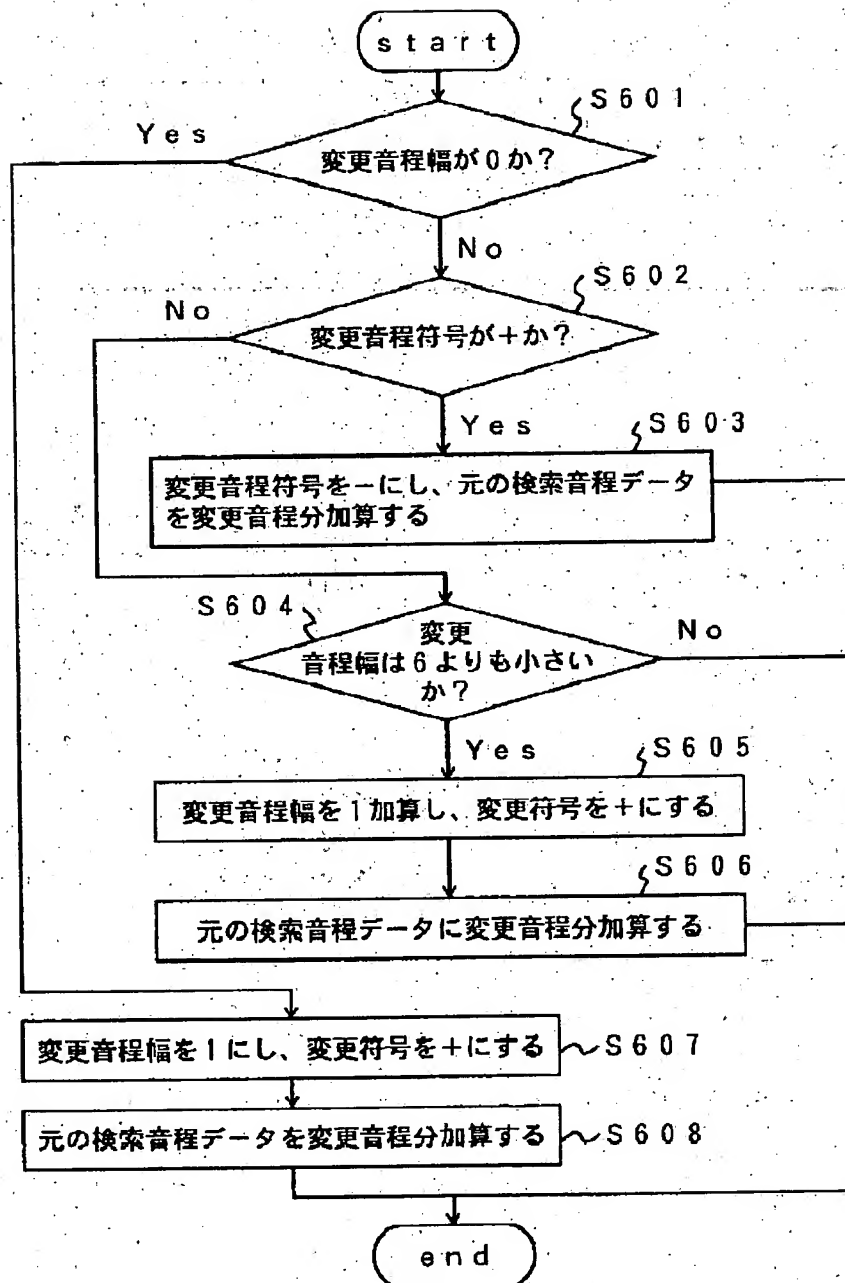 start
S601
Yes
変更音程幅が0か?
No
S602
No
変更音程符号が+か?
Yes
S603
変更音程符号を-にし、元の検索音程データ
を変更音程分加算する
S604
変更
音程幅は6よりも小さい
か?
No
Yes
S605
変更音程幅を1加算し、変更符号を+にする
S606
元の検索音程データに変更音程分加算する
変更音程幅を1にし、変更符号を+にする
S607
元の検索音程データを変更音程分加算する
S608
end